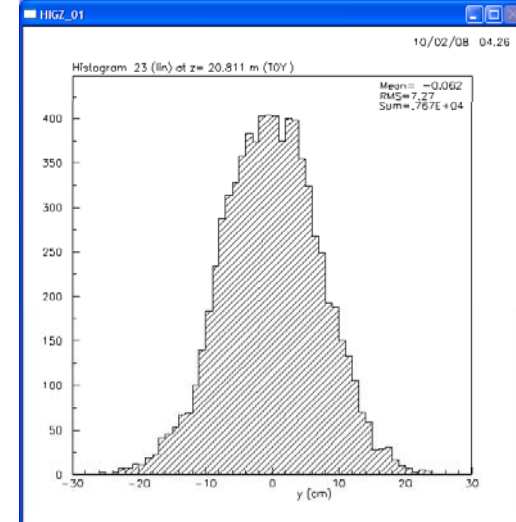 HIGZ_01
10/02/08 04.26
Histogram 23 (lin) at z= 20.811 m (TOY )
Mean= -0.062
RMS=7.27
Sum=.767E+04
400
350
300
250
200
150
100
50
0
-30 -20 -10 0 10 20 30
y (cm)